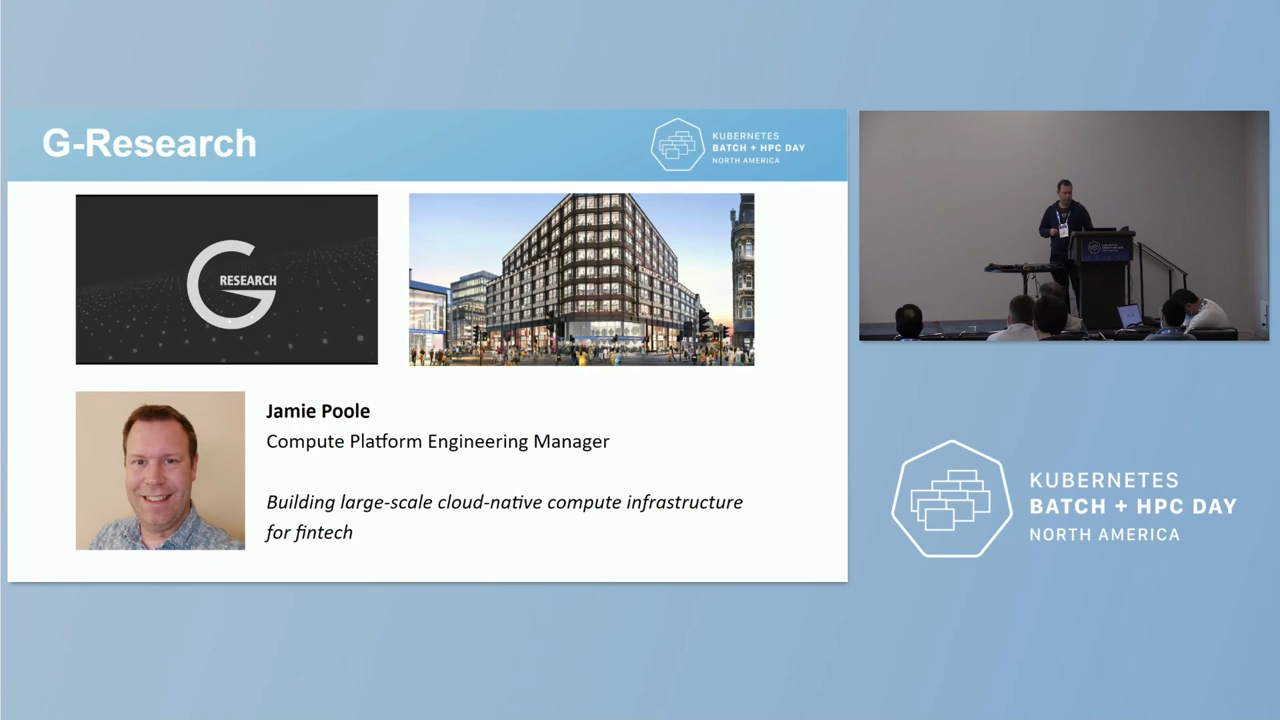 G-Research
KUBERNETES
BATCH + HPC DAY
NORTH AMERICA
RESEARCH
Jamie Poole
Compute Platform Engineering Manager
Building large-scale cloud-native compute infrastructure
for fintech
KUBERNETES
BATCH + HPC DAY
NORTH AMERICA